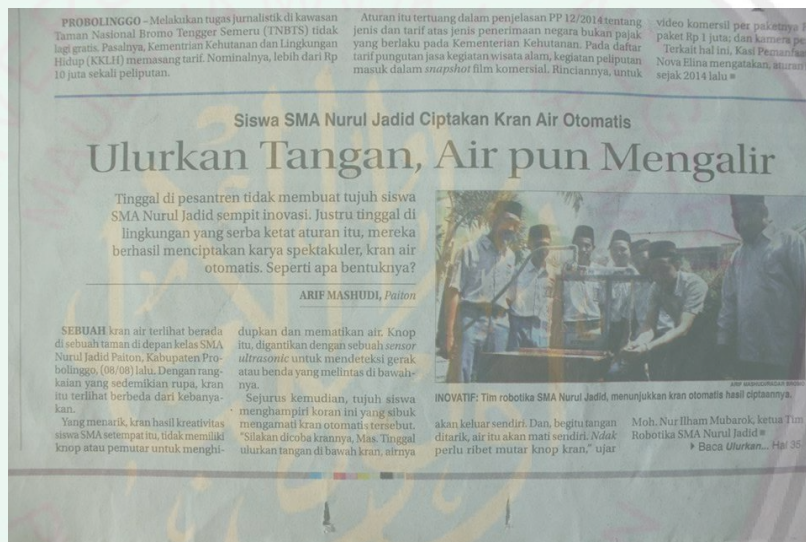 PROBOLINGGO – Melakukan tugas jurnalistik di kawasan
Taman Nasional Bromo Tengger Semeru (TNBTS) tidak
lagi gratis. Pasalnya, Kementrian Kehutanan dan Lingkungan
Hidup (KKLH) memasang tarif. Nominalnya, lebih dari Rp
10 juta sekali peliputan.
Aturan itu tertuang dalam penjelasan PP 12/2014 tentang
jenis dan tarif atas jenis penerimaan negara bukan pajak
yang berlaku pada Kementerian Kehutanan. Pada daftar
tarif pungutan jasa kegiatan wisata alam, kegiatan peliputan
masuk dalam snapshot film komersial. Rinciannya, untuk
video komersil per paketnya
paket Rp 1 juta; dan kamera
Terkait hal ini, Kasi
Nova Elina mengatakan,
sejak 2014 lalu
Siswa SMA Nurul Jadid Ciptakan Kran Air Otomatis
Ulurkan Tangan, Air pun Mengalir
Tinggal di pesantren tidak membuat tujuh siswa
SMA Nurul Jadid sempit inovasi. Justru tinggal di
lingkungan yang serba ketat aturan itu, mereka
berhasil menciptakan karya spektakuler, kran air
otomatis. Seperti apa bentuknya?
ARIF MASHUDI, Paiton
SEBUAH kran air terlihat berada
di sebuah taman di depan kelas SMA
Nurul Jadid Paiton, Kabupaten Pro-
bolinggo, (08/08) lalu. Dengan rang-
kaian yang sedemikian rupa, kran
itu terlihat berbeda dari kebanya-
kan.
Yang menarik, kran hasil kreativitas
siswa SMA setempat itu, tidak memiliki
knop atau pemutar untuk menghi-
dupkan dan mematikan air. Knop
itu, digantikan dengan sebuah sensor
ultrasonic untuk mendeteksi gerak
atau benda yang melintas di bawah-
nya.
Sejurus kemudian, tujuh siswa
menghampiri koran ini yang sibuk
mengamati kran otomatis tersebut.
"Silakan dicoba krannya, Mas. Tinggal
ulurkan tangan di bawah kran, airnya
INOVATIF: Tim robotika SMA Nurul Jadid, menunjukkan kran otomatis hasil ciptaannya.
akan keluar sendiri. Dan, begitu tangan
ditarik, air itu akan mati sendiri. Ndak
perlu ribet mutar knop kran," ujar
Moh. Nur Ilham Mubarok, ketua Tim
Robotika SMA Nurul Jadid
Baca Ulurkan... Hal 35